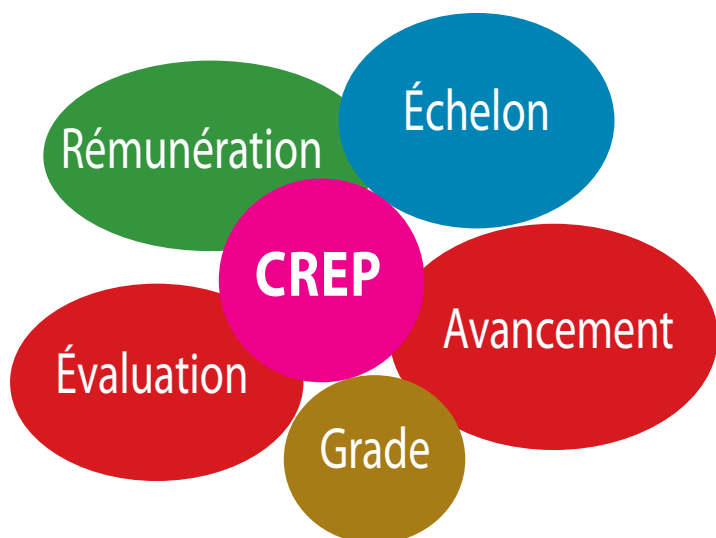 Échelon
Rémunération
CREP
Avancement
Évaluation
Grade